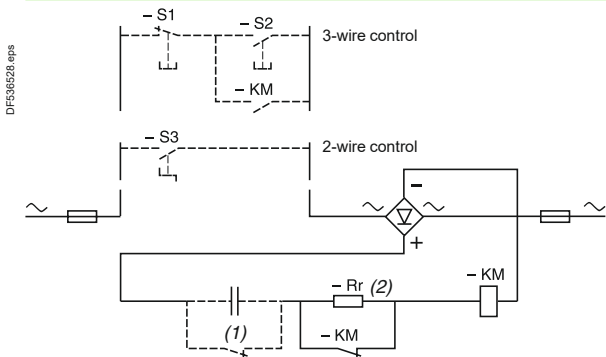 – S1
– S2
3-wire control
– KM
DF536528.eps
– S3
2-wire control
~ ~ – ~ ~
+
– Rr (2)
– KM
(1)
– KM